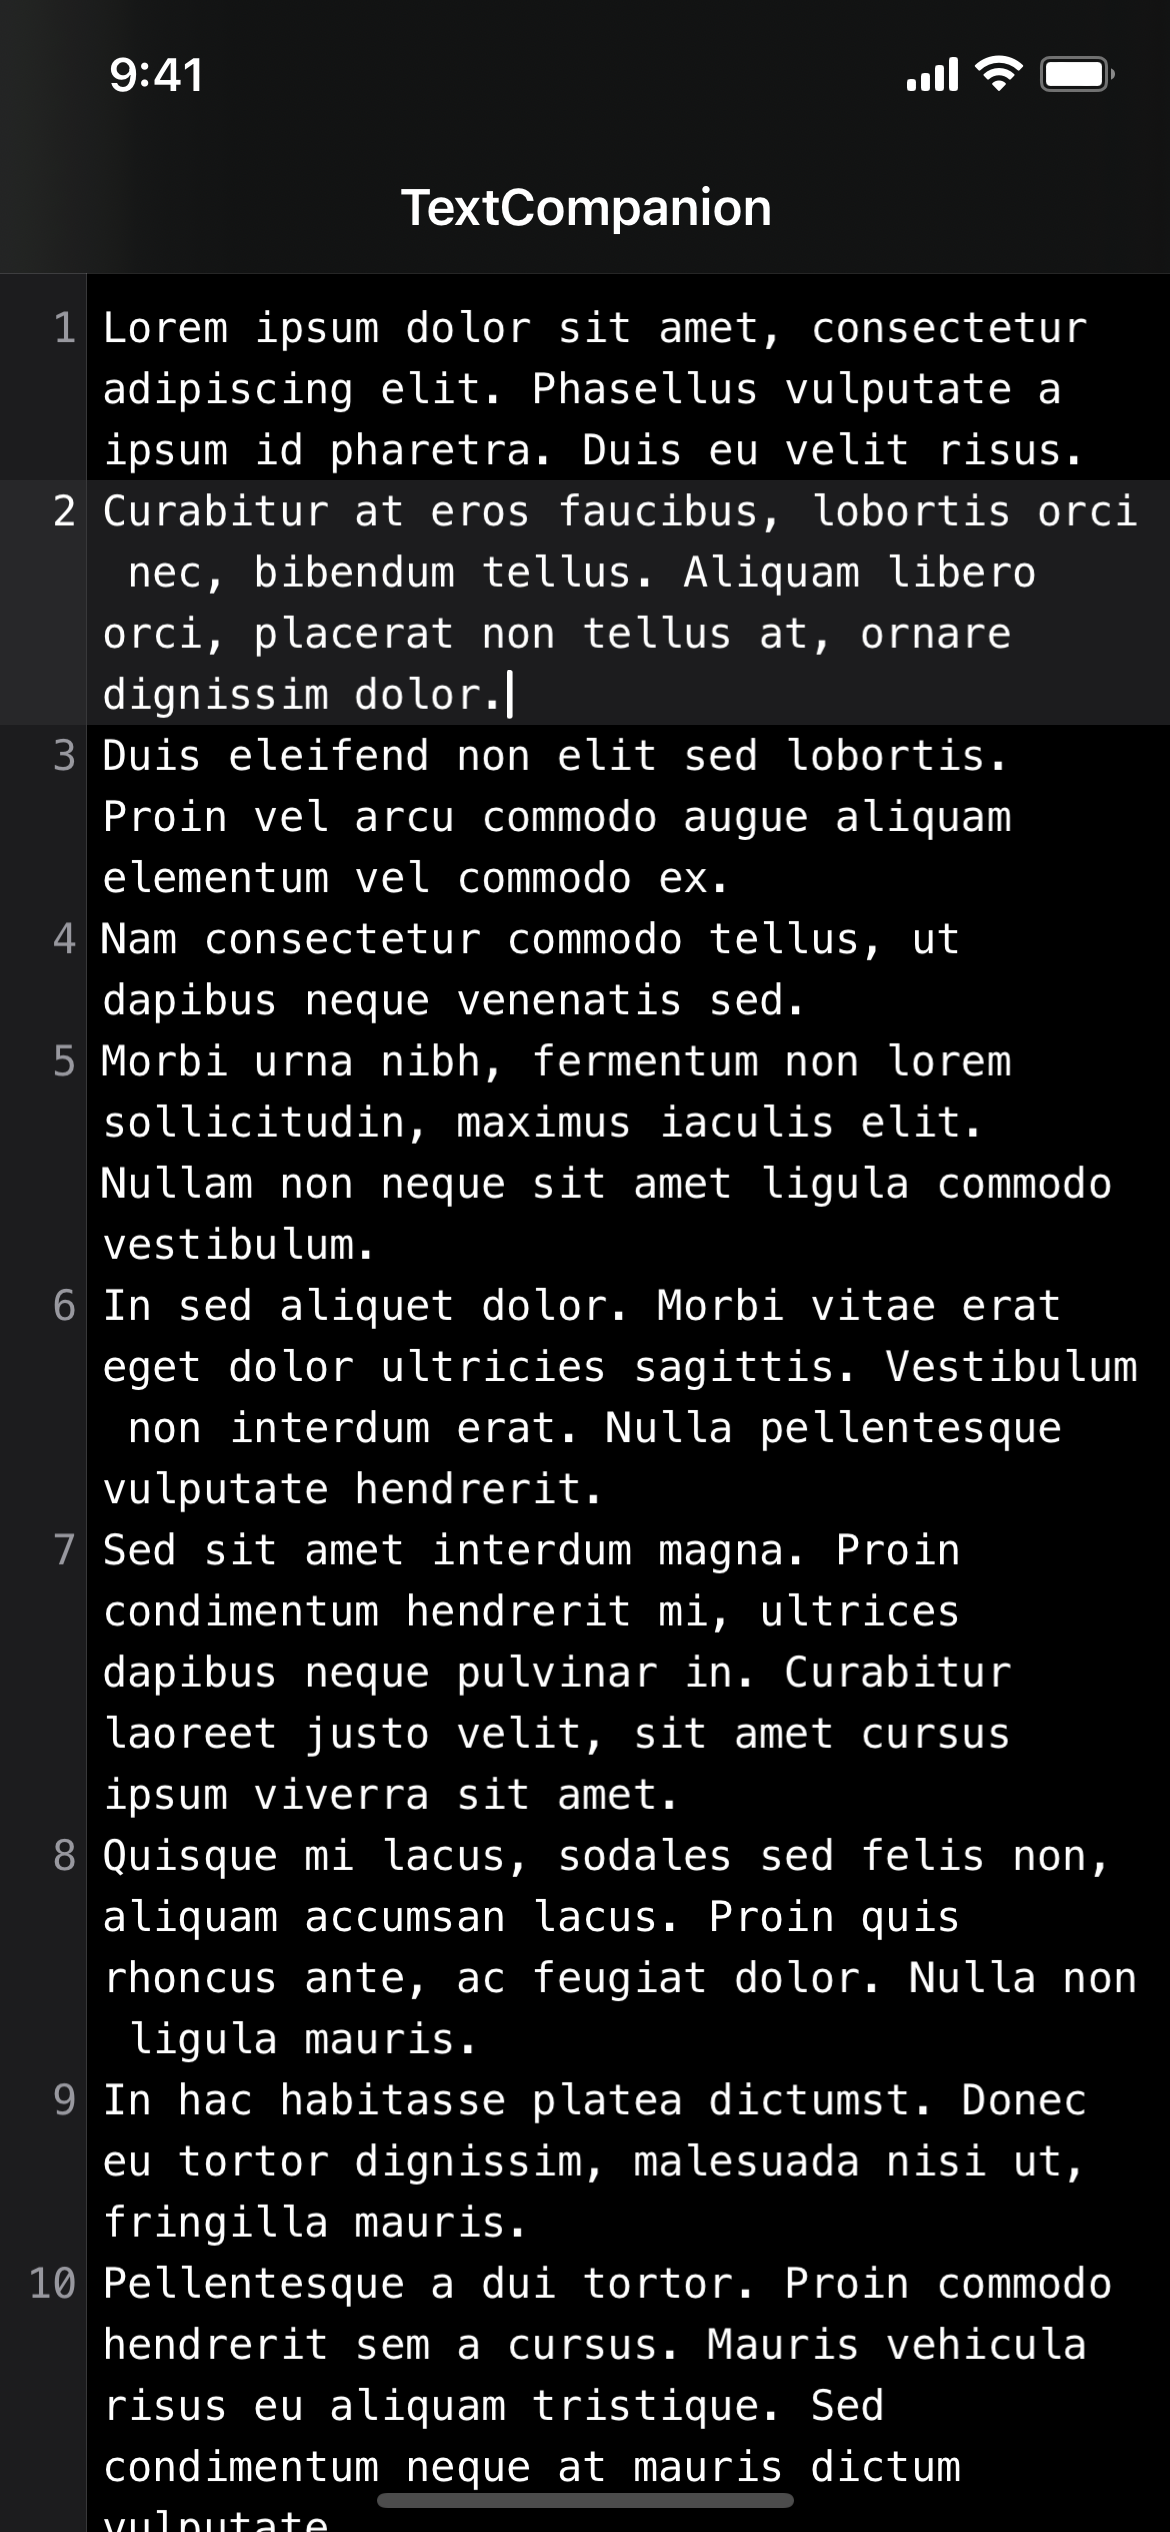 9:41
TextCompanion
1 Lorem ipsum dolor sit amet, consectetur
adipiscing elit. Phasellus vulputate a
ipsum id pharetra. Duis eu velit risus.
2 Curabitur at eros faucibus, lobortis orci
nec, bibendum tellus. Aliquam libero
orci, placerat non tellus at, ornare
dignissim dolor.
3 Duis eleifend non elit sed lobortis.
Proin vel arcu commodo augue aliquam
elementum vel commodo ex.
4 Nam consectetur commodo tellus, ut
dapibus neque venenatis sed.
5 Morbi urna nibh, fermentum non lorem
sollicitudin, maximus iaculis elit.
Nullam non neque sit amet ligula commodo
vestibulum.
6 In sed aliquet dolor. Morbi vitae erat
eget dolor ultricies sagittis. Vestibulum
non interdum erat. Nulla pellentesque
vulputate hendrerit.
7 Sed sit amet interdum magna. Proin
condimentum hendrerit mi, ultrices
dapibus neque pulvinar in. Curabitur
laoreet justo velit, sit amet cursus
ipsum viverra sit amet.
8 Quisque mi lacus, sodales sed felis non,
aliquam accumsan lacus. Proin quis
rhoncus ante, ac feugiat dolor. Nulla non
ligula mauris.
9 In hac habitasse platea dictumst. Donec
eu tortor dignissim, malesuada nisi ut,
fringilla mauris.
10 Pellentesque a dui tortor. Proin commodo
hendrerit sem a cursus. Mauris vehicula
risus eu aliquam tristique. Sed
condimentum neque at mauris dictum
vulputate